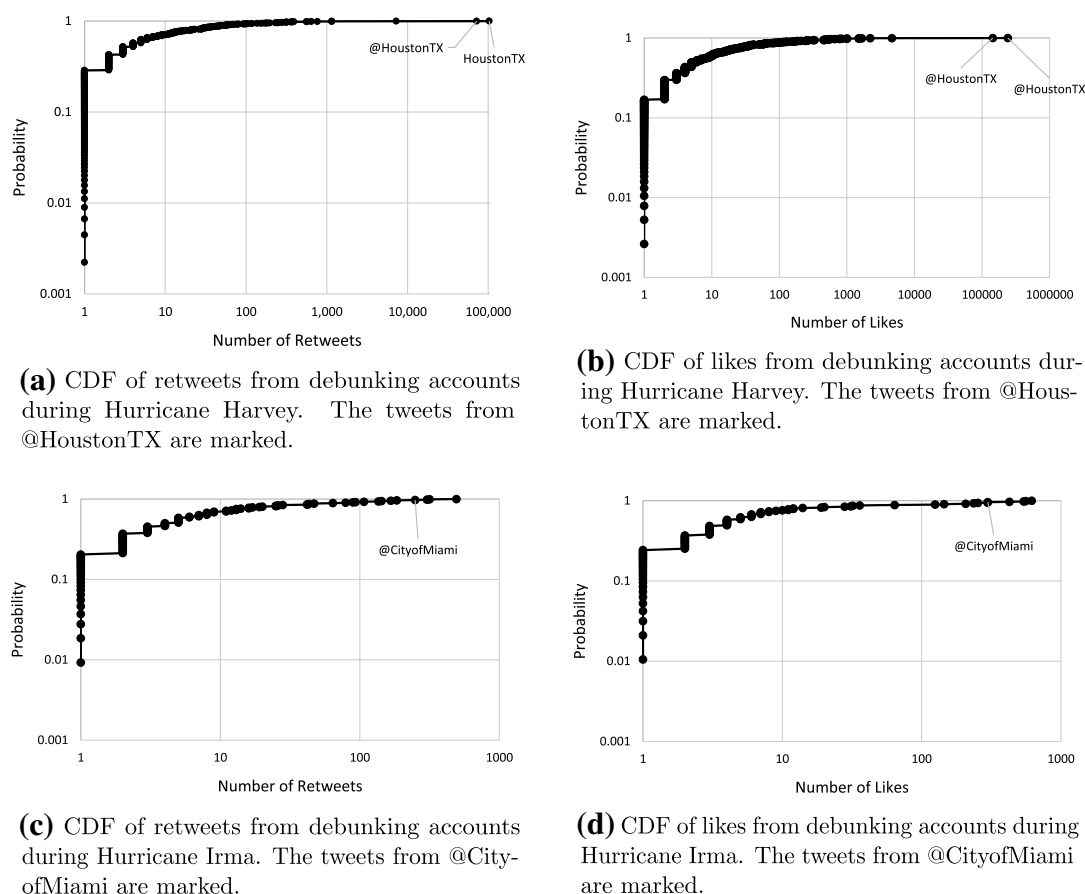 1
0.1
0.01
0.001
Probability
@HoustonTX
HoustonTX
1
10
100
1000
10,000
100,000
Number of Retweets
(a) CDF of retweets from debunking accounts
during Hurricane Harvey. The tweets from
@HoustonTX are marked.
1
0.1
0.01
0.001
Probability
@HoustonTX
@HoustonTX
1
10
100
1000
10000
100000
1000000
Number of Likes
(b) CDF of likes from debunking accounts dur-
ing Hurricane Harvey. The tweets from @Hous-
tonTX are marked.
1
0.1
0.01
0.001
Probability
@CityofMiami
1
10
100
1000
Number of Retweets
(c) CDF of retweets from debunking accounts
during Hurricane Irma. The tweets from @City-
ofMiami are marked.
1
0.1
0.01
0.001
Probability
@CityofMiami
1
10
100
1000
Number of Likes
(d) CDF of likes from debunking accounts during
Hurricane Irma. The tweets from @CityofMiami
are marked.